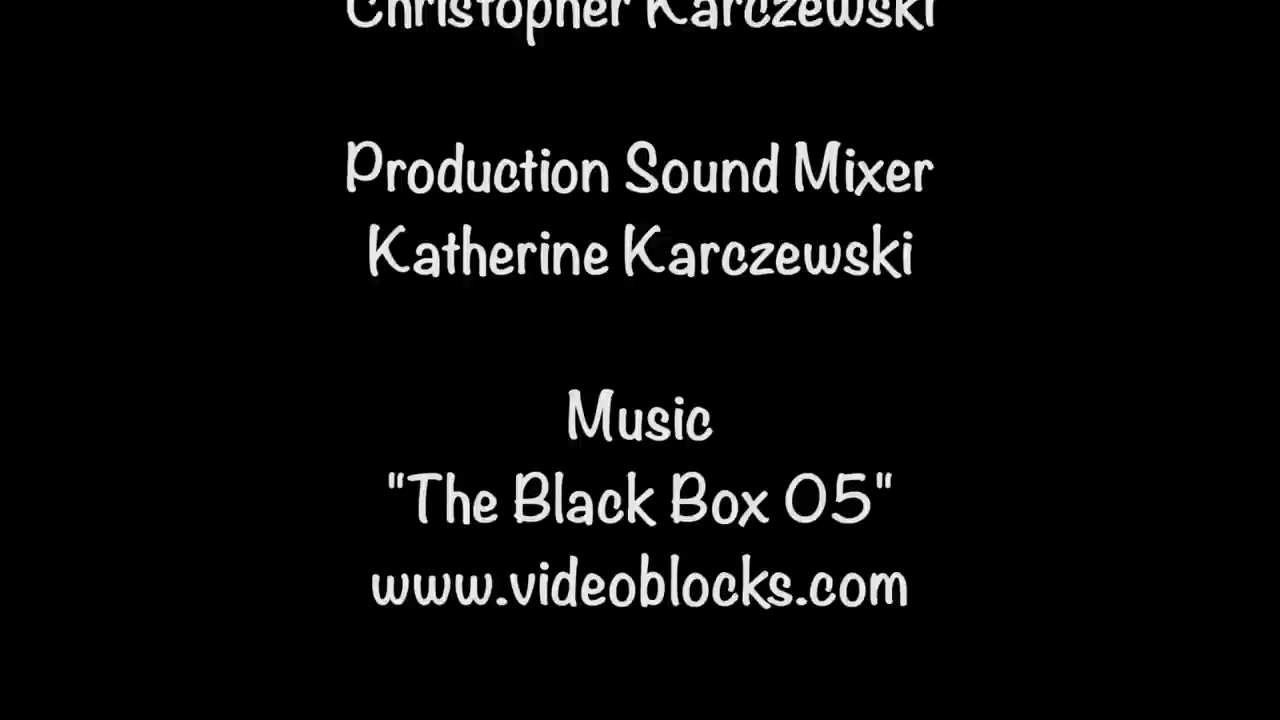 Christopher Karczewski
Production Sound Mixer
Katherine Karczewski
Music
"The Black Box 05"
www.videoblocks.com